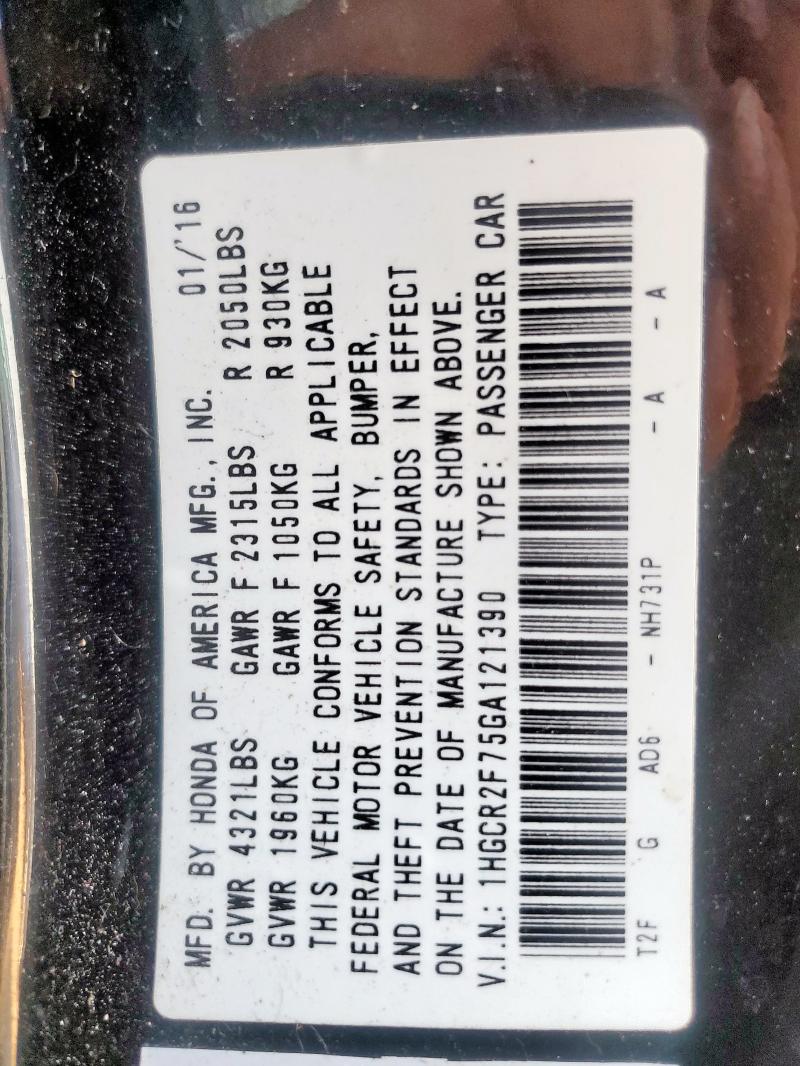 MFD. BY HONDA OF AMERICA MFG., INC. 01/'16
GVWR 4321LBS GAWR F 2315LBS R 2050LBS
GVWR 1960KG GAWR F 1050KG R 930KG
THIS VEHICLE CONFORMS TO ALL APPLICABLE
FEDERAL MOTOR VEHICLE SAFETY, BUMPER,
AND THEFT PREVENTION STANDARDS IN EFFECT
ON THE DATE OF MANUFACTURE SHOWN ABOVE.
V.I.N.: 1HGCR2F75GA121390 TYPE: PASSENGER CAR
T2F G AD6 - NH731P - A - A